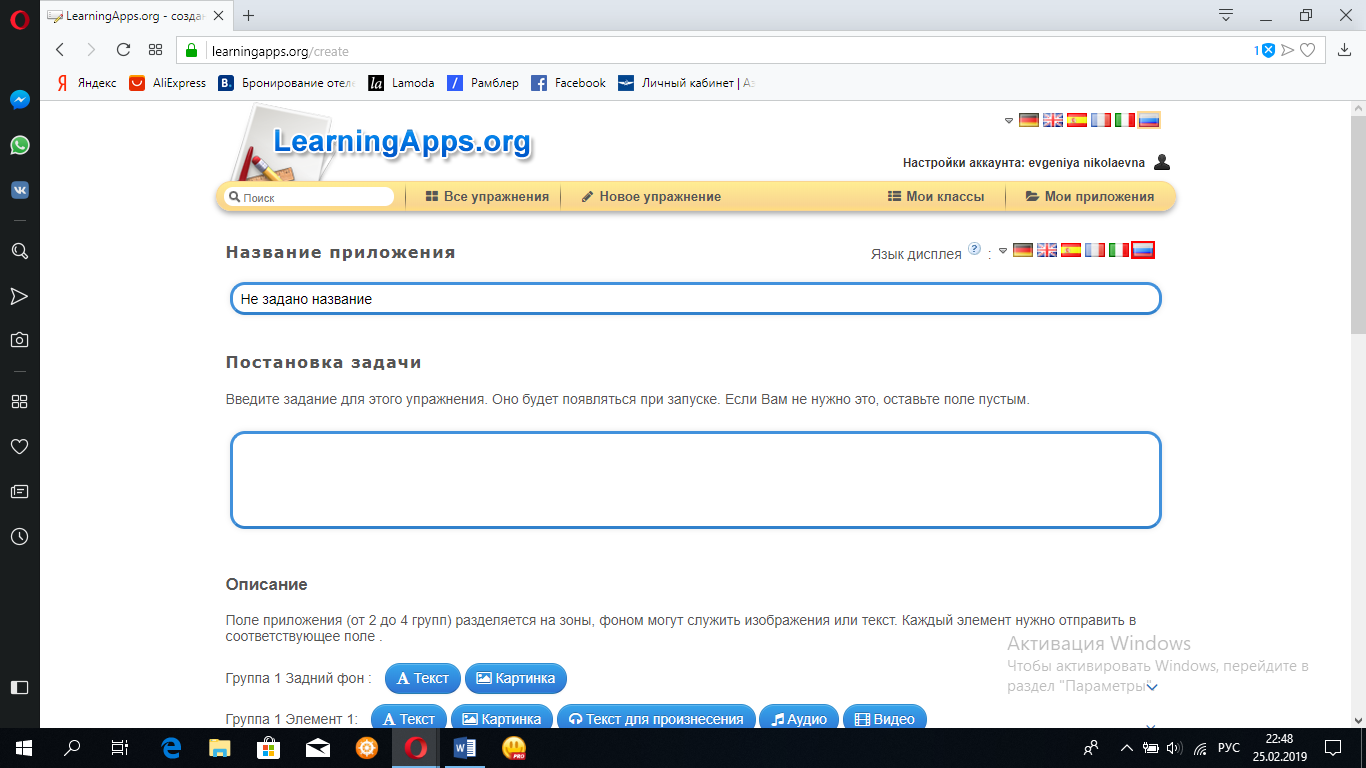 LearningApps.org - создан
learningapps.org/create
1
Яндекс AliExpress Бронирование отеле Lamoda Рамблер Facebook Личный кабинет | Аэ
LearningApps.org
Настройки аккаунта: evgeniya nikolaevna
Поиск Все упражнения Новое упражнение Мои классы Мои приложения
Название приложения Язык дисплея ? :
Не задано название
Постановка задачи
Введите задание для этого упражнения. Оно будет появляться при запуске. Если Вам не нужно это, оставьте поле пустым.
Описание
Поле приложения (от 2 до 4 групп) разделяется на зоны, фоном могут служить изображения или текст. Каждый элемент нужно отправить в
соответствующее поле .
Активация Windows
Чтобы активировать Windows, перейдите в
раздел "Параметры".
Группа 1 Задний фон : Текст Картинка
Группа 1 Элемент 1: Текст Картинка Текст для произнесения Аудио Видео
РУС
22:48
25.02.2019